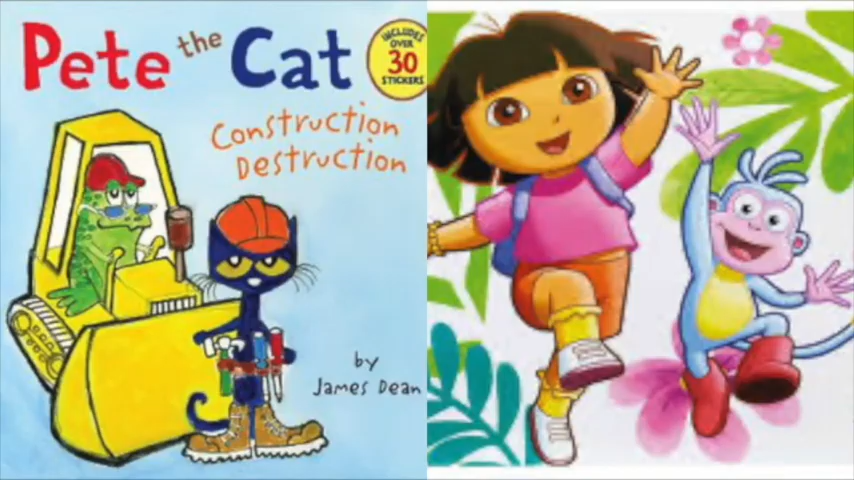 Pete the Cat
INCLUDES
OVER
30
STICKERS
Construction
Destruction
by
James Dean